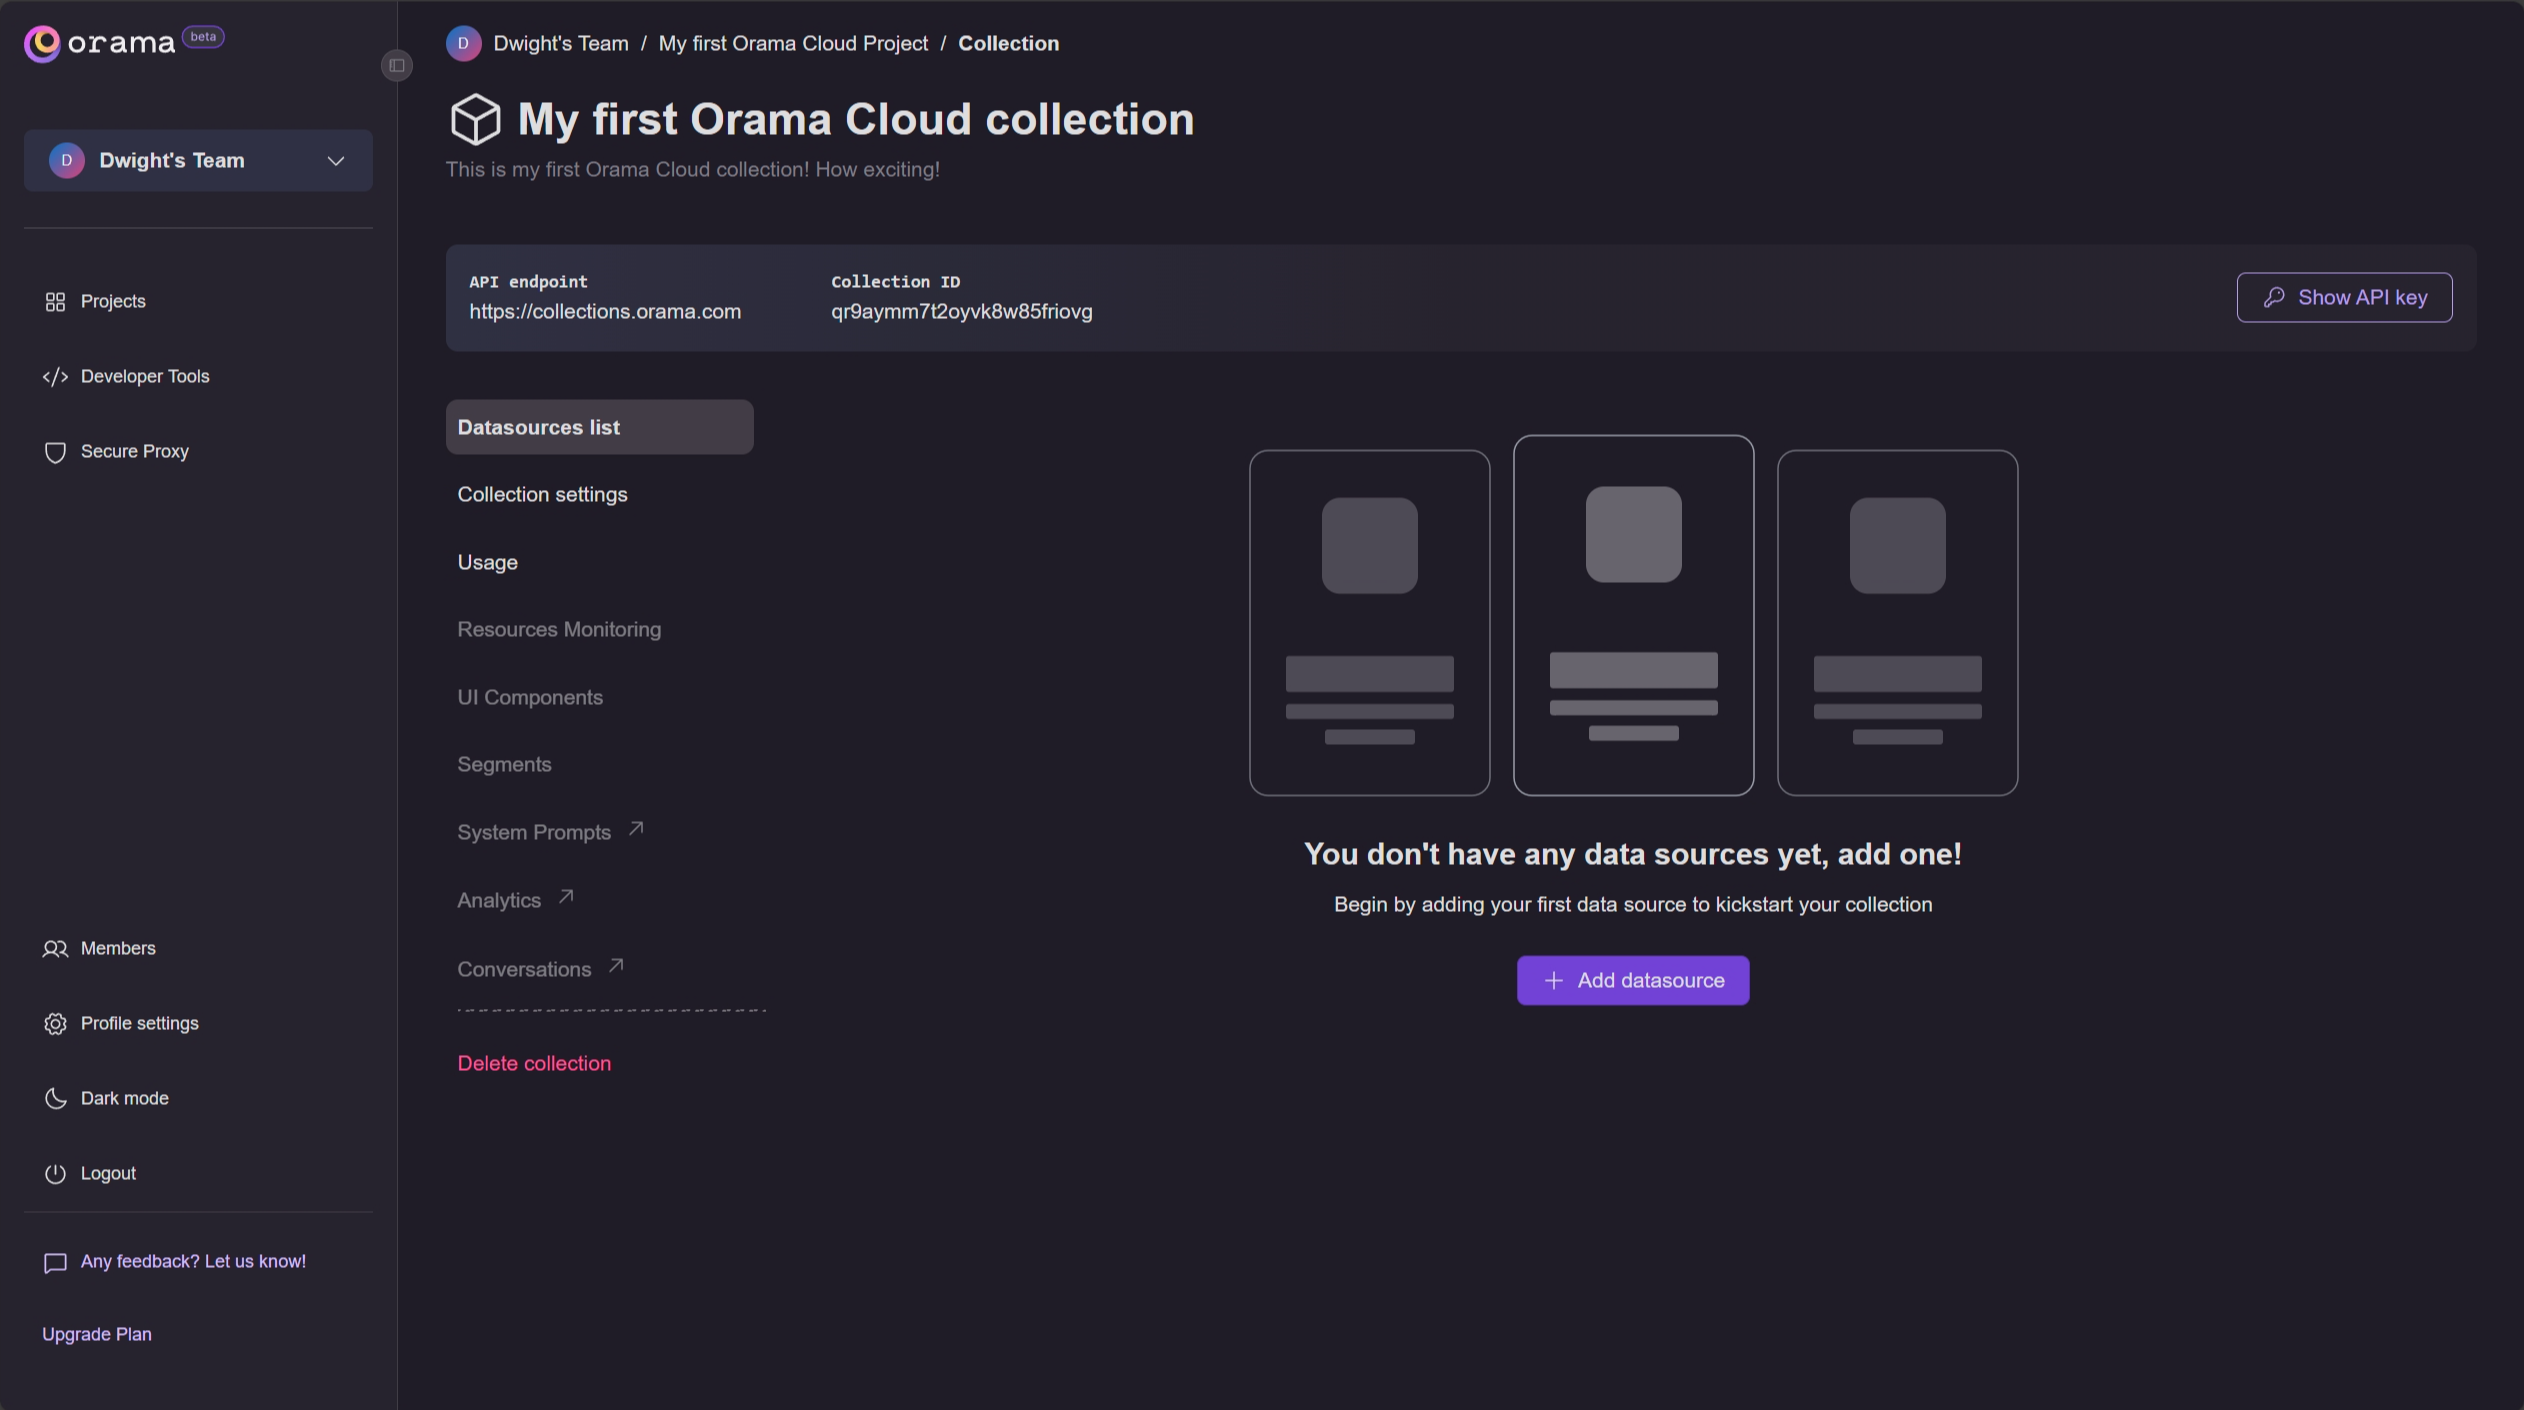 orama beta
Dwight's Team
Projects
Developer Tools
Secure Proxy
Members
Profile settings
Dark mode
Logout
Any feedback? Let us know!
Upgrade Plan
D Dwight's Team / My first Orama Cloud Project / Collection
My first Orama Cloud collection
This is my first Orama Cloud collection! How exciting!
API endpoint
https://collections.orama.com
Collection ID
qr9aymm7t2oyvk8w85friovg
Show API key
Datasources list
Collection settings
Usage
Resources Monitoring
UI Components
Segments
System Prompts
Analytics
Conversations
Delete collection
You don't have any data sources yet, add one!
Begin by adding your first data source to kickstart your collection
Add datasource